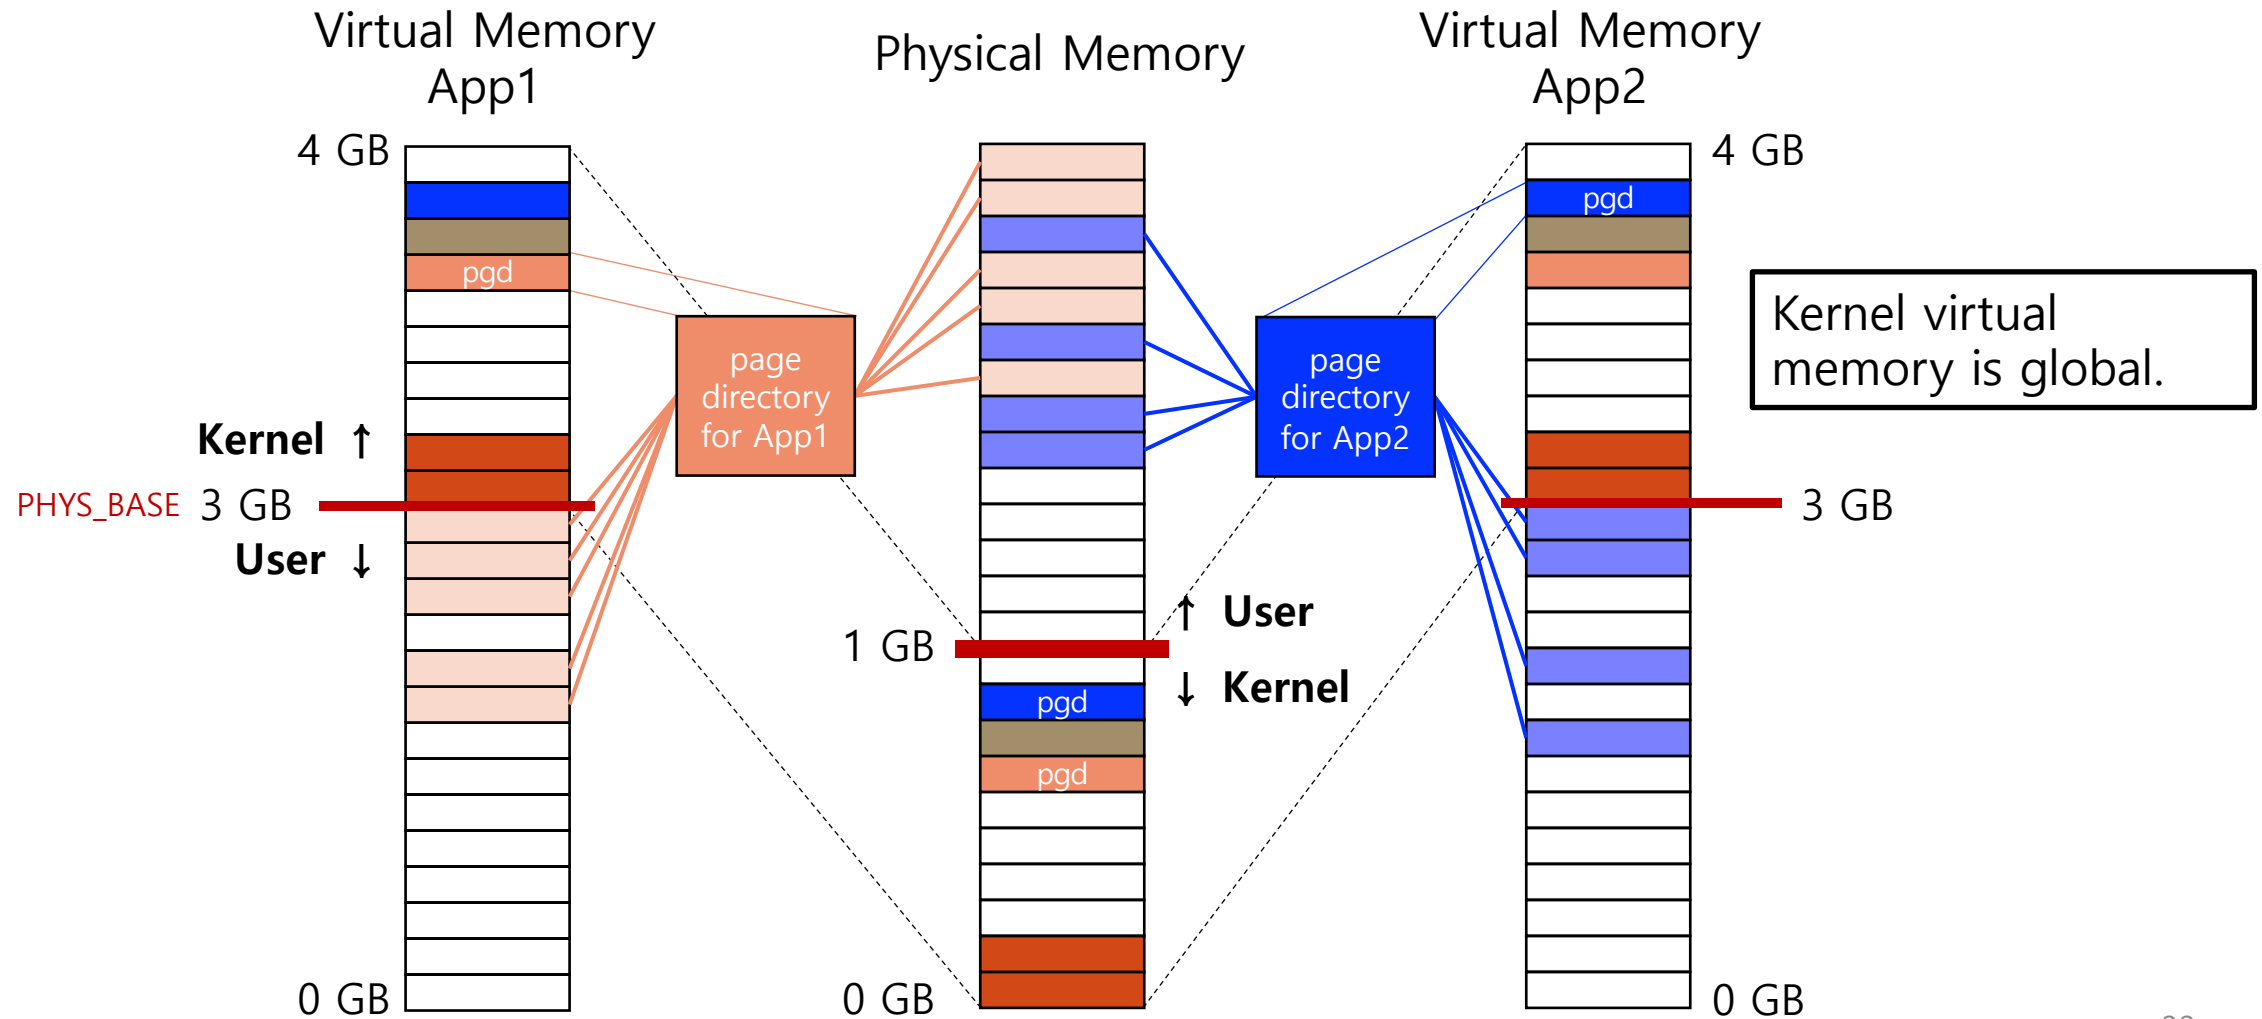 Virtual Memory
App1
Physical Memory
Virtual Memory
App2
4 GB
4 GB
pgd
pgd
Kernel virtual
memory is global.
page
directory
for App1
page
directory
for App2
Kernel ↑
PHYS_BASE 3 GB
3 GB
User ↓
↑ User
1 GB
↓ Kernel
pgd
pgd
0 GB
0 GB
0 GB